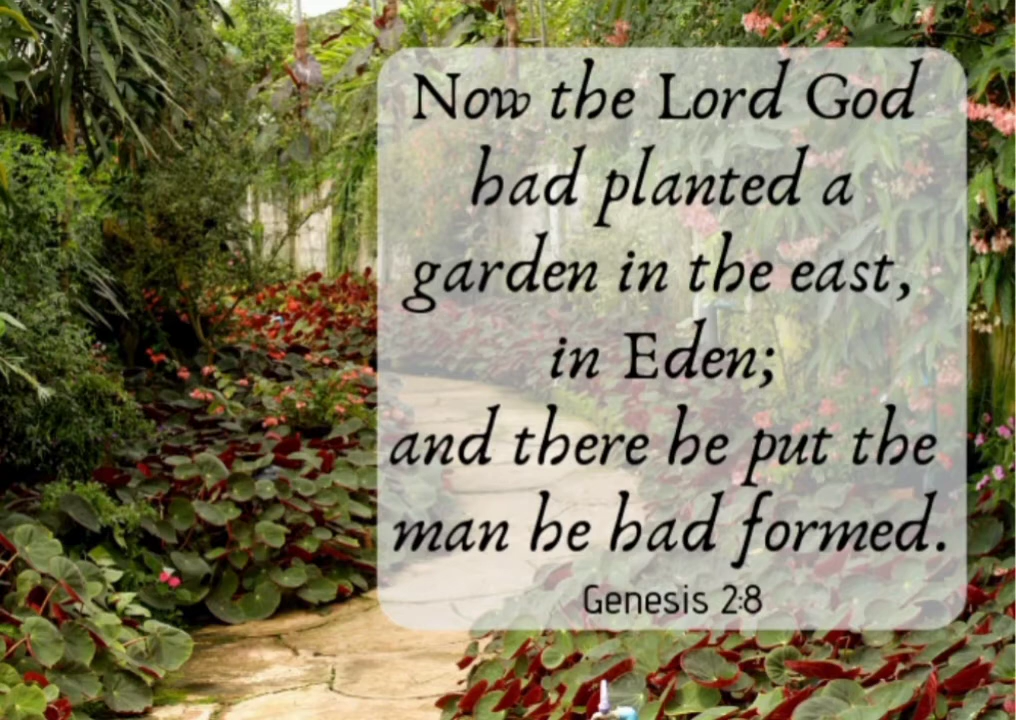 Now the Lord God
had planted a
garden in the east,
in Eden;
and there he put the
man he had formed.
Genesis 2:8